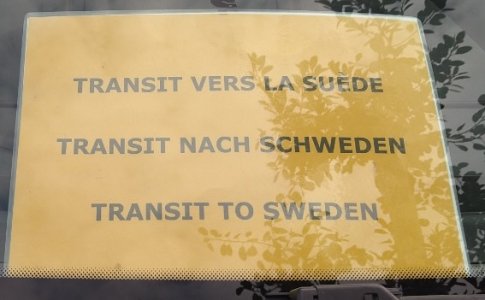 TRANSIT VERS LA SUEDE
TRANSIT NACH SCHWEDEN
TRANSIT TO SWEDEN